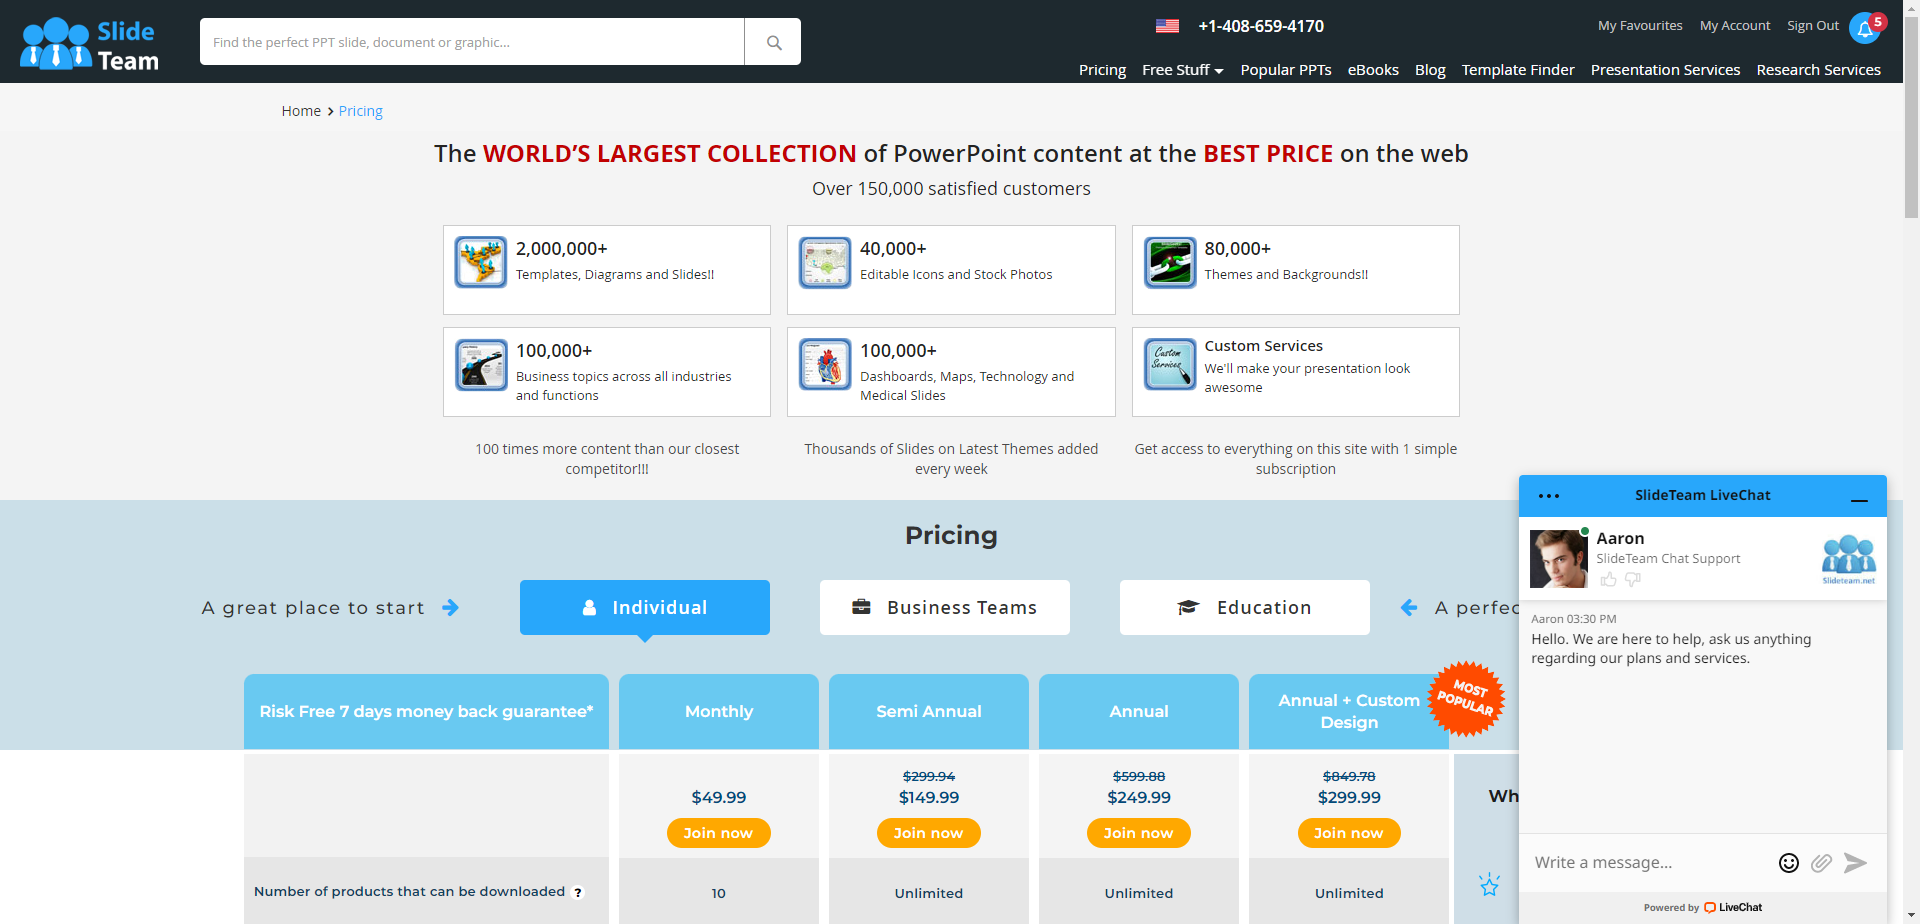 Slide
Team
Find the perfect PPT slide, document or graphic...
+1-408-659-4170
My Favourites My Account Sign Out 5
Pricing Free Stuff Popular PPTs eBooks Blog Template Finder Presentation Services Research Services
Home > Pricing
The WORLD'S LARGEST COLLECTION of PowerPoint content at the BEST PRICE on the web
Over 150,000 satisfied customers
2,000,000+
Templates, Diagrams and Slides!!
40,000+
Editable Icons and Stock Photos
80,000+
Themes and Backgrounds!!
100,000+
Business topics across all industries
and functions
100,000+
Dashboards, Maps, Technology and
Medical Slides
Custom
Services
Custom Services
We'll make your presentation look
awesome
100 times more content than our closest
competitor!!!
Thousands of Slides on Latest Themes added
every week
Get access to everything on this site with 1 simple
subscription
Pricing
A great place to start
Individual
Business Teams
Education
A perfec
Risk Free 7 days money back guarantee*
Monthly
Semi Annual
Annual
Annual + Custom
Design
MOST
POPULAR
$49.99
Join now
$299.94
$149.99
Join now
$599.88
$249.99
Join now
$849.78
$299.99
Join now
Wh
Number of products that can be downloaded ?
10
Unlimited
Unlimited
Unlimited
SlideTeam LiveChat
Aaron
SlideTeam Chat Support
Slideteam.net
Aaron 03:30 PM
Hello. We are here to help, ask us anything
regarding our plans and services.
Write a message...
Powered by LiveChat